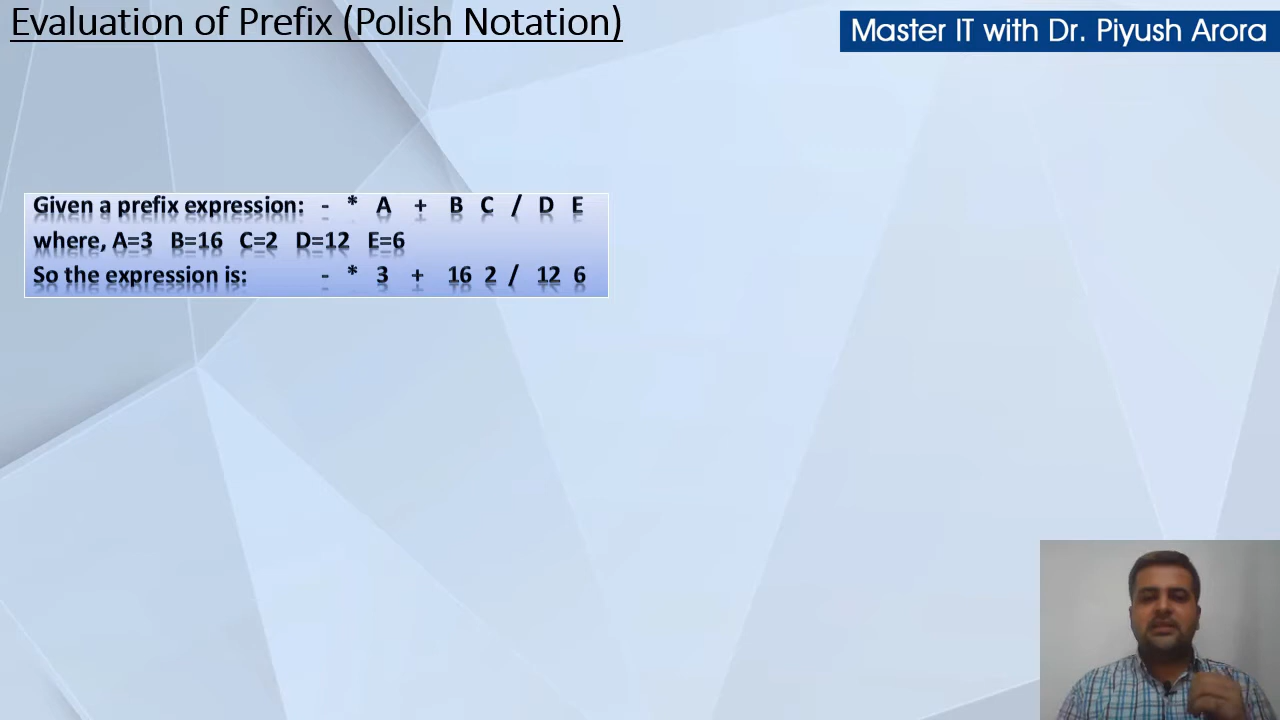 Evaluation of Prefix (Polish Notation)
Master IT with Dr. Piyush Arora
Given a prefix expression: - * A + B C / D E
where, A=3 B=16 C=2 D=12 E=6
So the expression is: - * 3 + 16 2 / 12 6